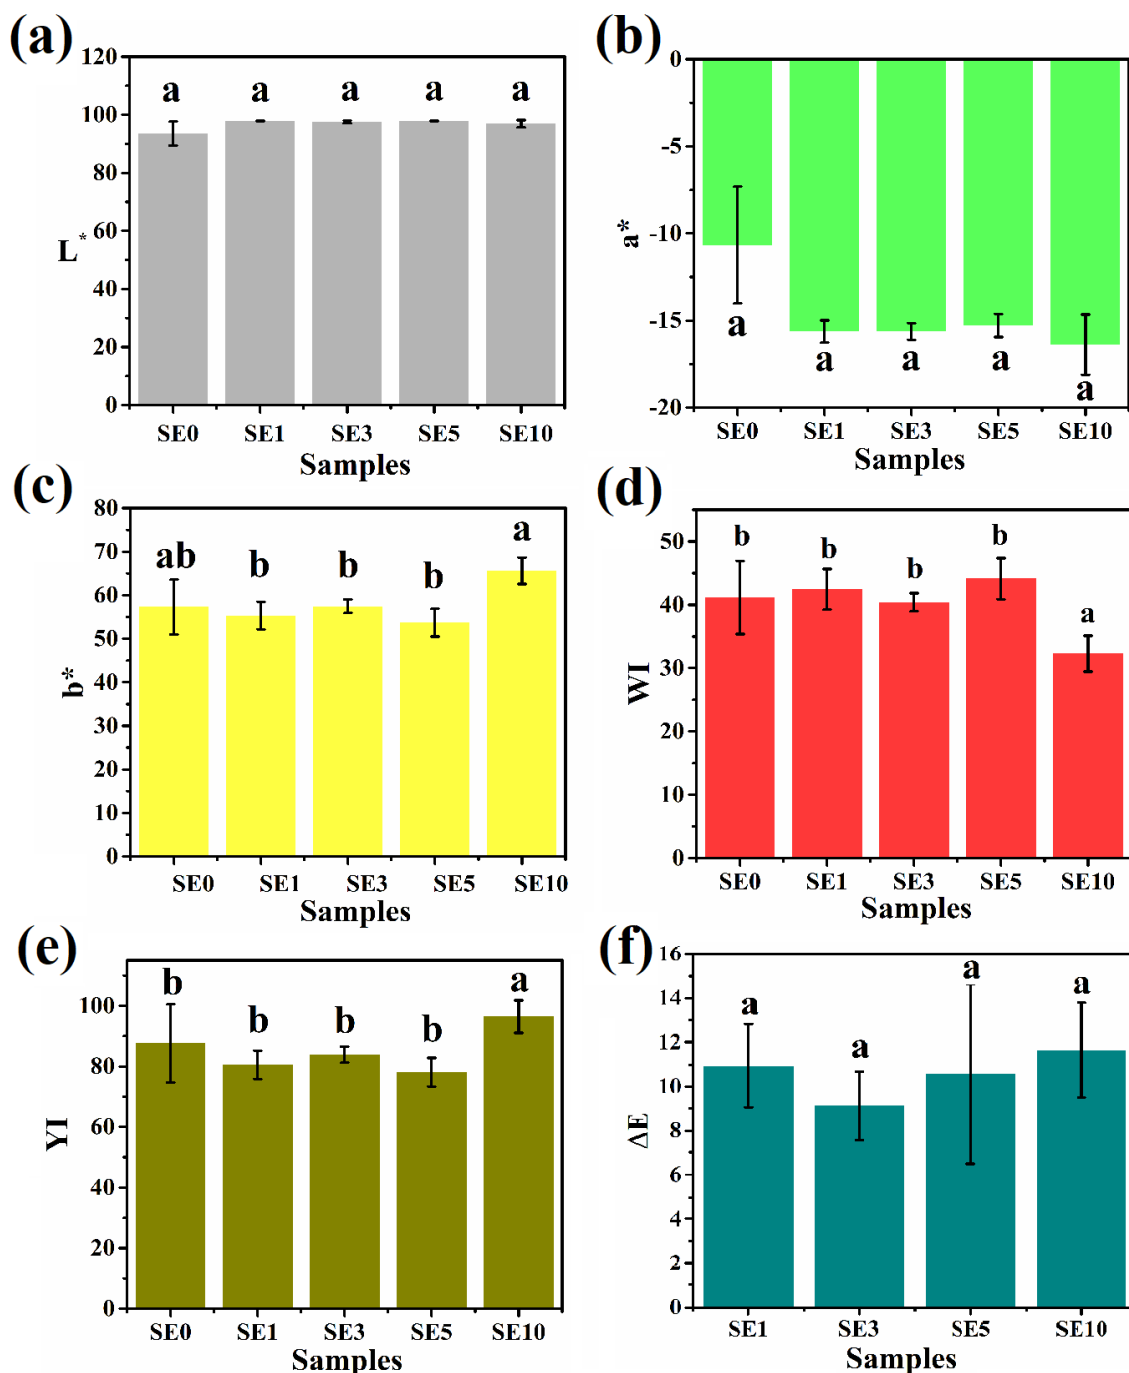 (a)
120
100
80
60
40
20
0
L*
a a a a a
SE0 SE1 SE3 SE5 SE10
Samples
(b)
0
-5
-10
-15
-20
a*
a a a a a
SE0 SE1 SE3 SE5 SE10
Samples
(c)
80
70
60
50
40
30
20
10
0
b*
ab b b b a
SE0 SE1 SE3 SE5 SE10
Samples
(d)
50
40
30
20
10
0
WI
b b b b a
SE0 SE1 SE3 SE5 SE10
Samples
(e)
100
80
60
40
20
0
YI
b b b b a
SE0 SE1 SE3 SE5 SE10
Samples
(f)
16
14
12
10
8
6
4
2
0
ΔE
a a a a
SE1 SE3 SE5 SE10
Samples